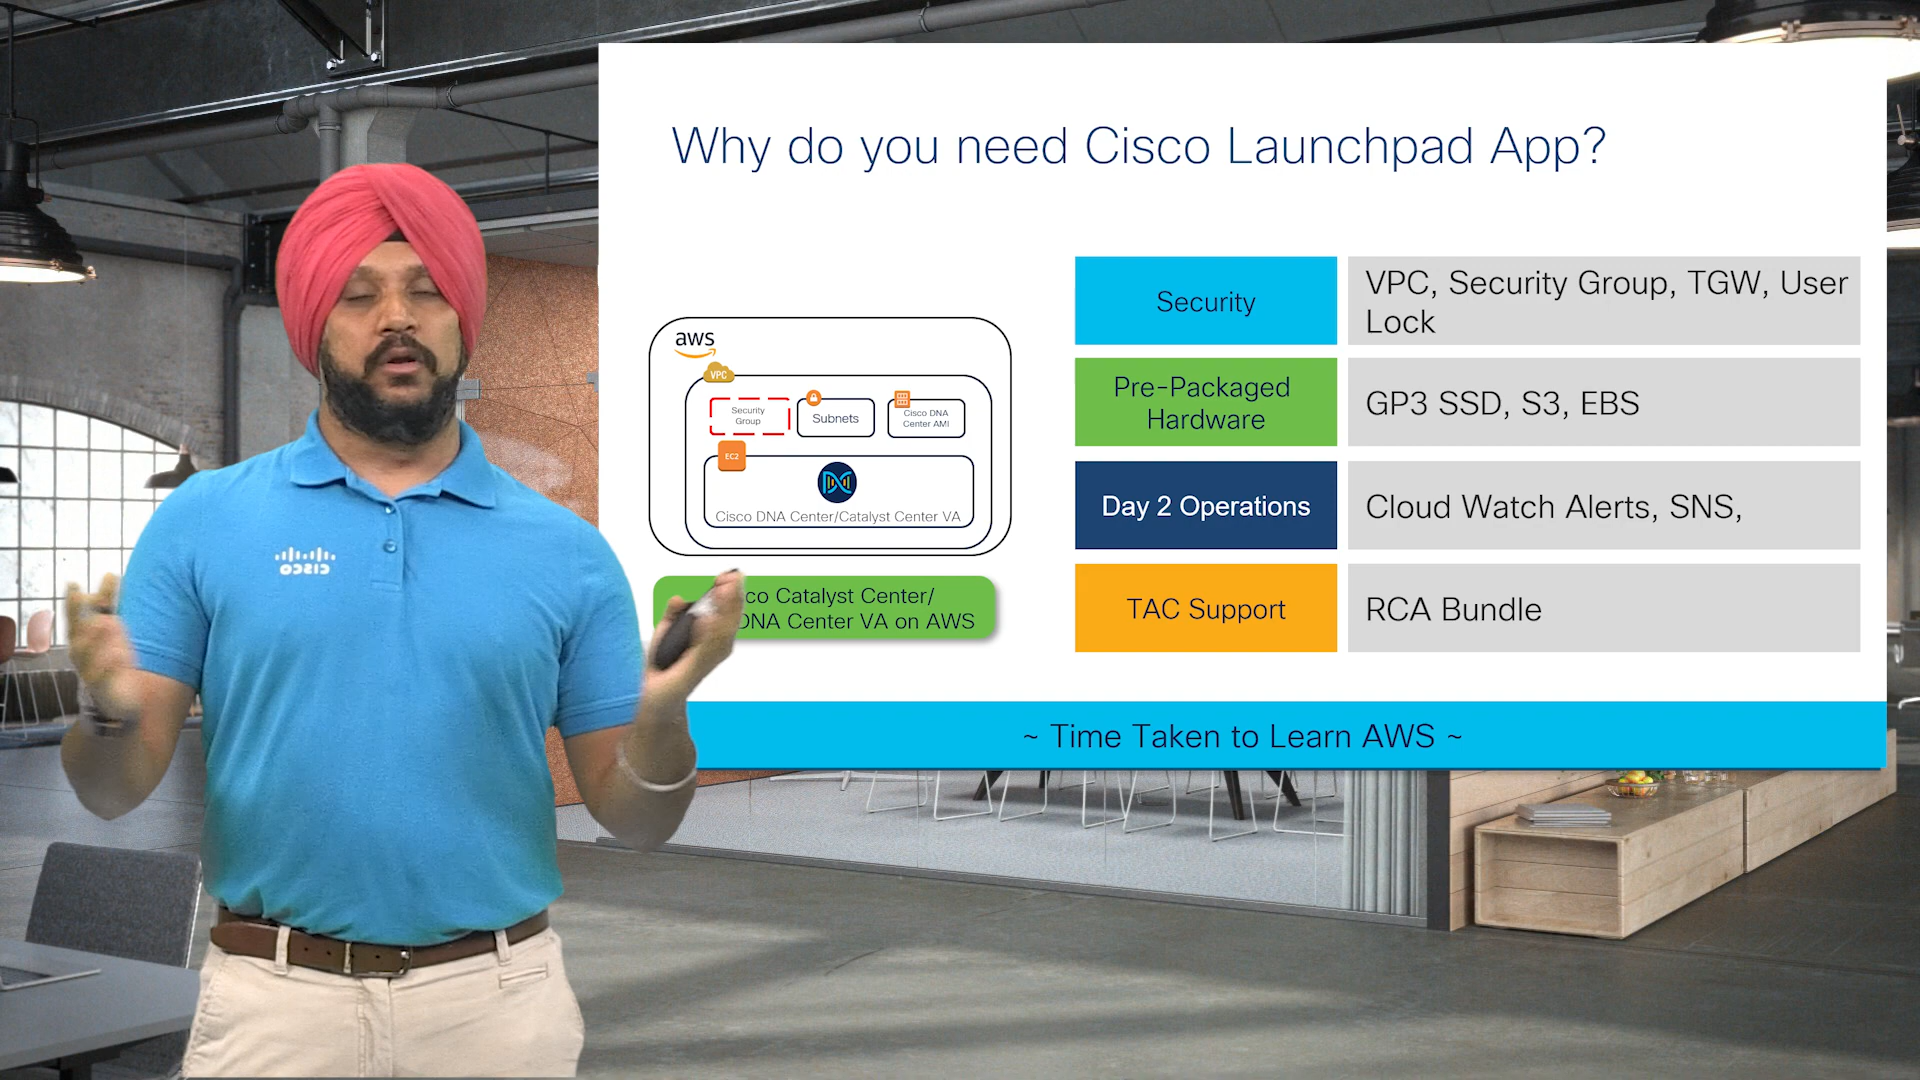 Why do you need Cisco Launchpad App?
aws
VPC
Security
Group
Subnets
Cisco DNA
Center AMI
EC2
Cisco DNA Center/Catalyst Center VA
co Catalyst Center/
DNA Center VA on AWS
Security
VPC, Security Group, TGW, User
Lock
Pre-Packaged
Hardware
GP3 SSD, S3, EBS
Day 2 Operations
Cloud Watch Alerts, SNS,
TAC Support
RCA Bundle
~ Time Taken to Learn AWS ~
CISCO